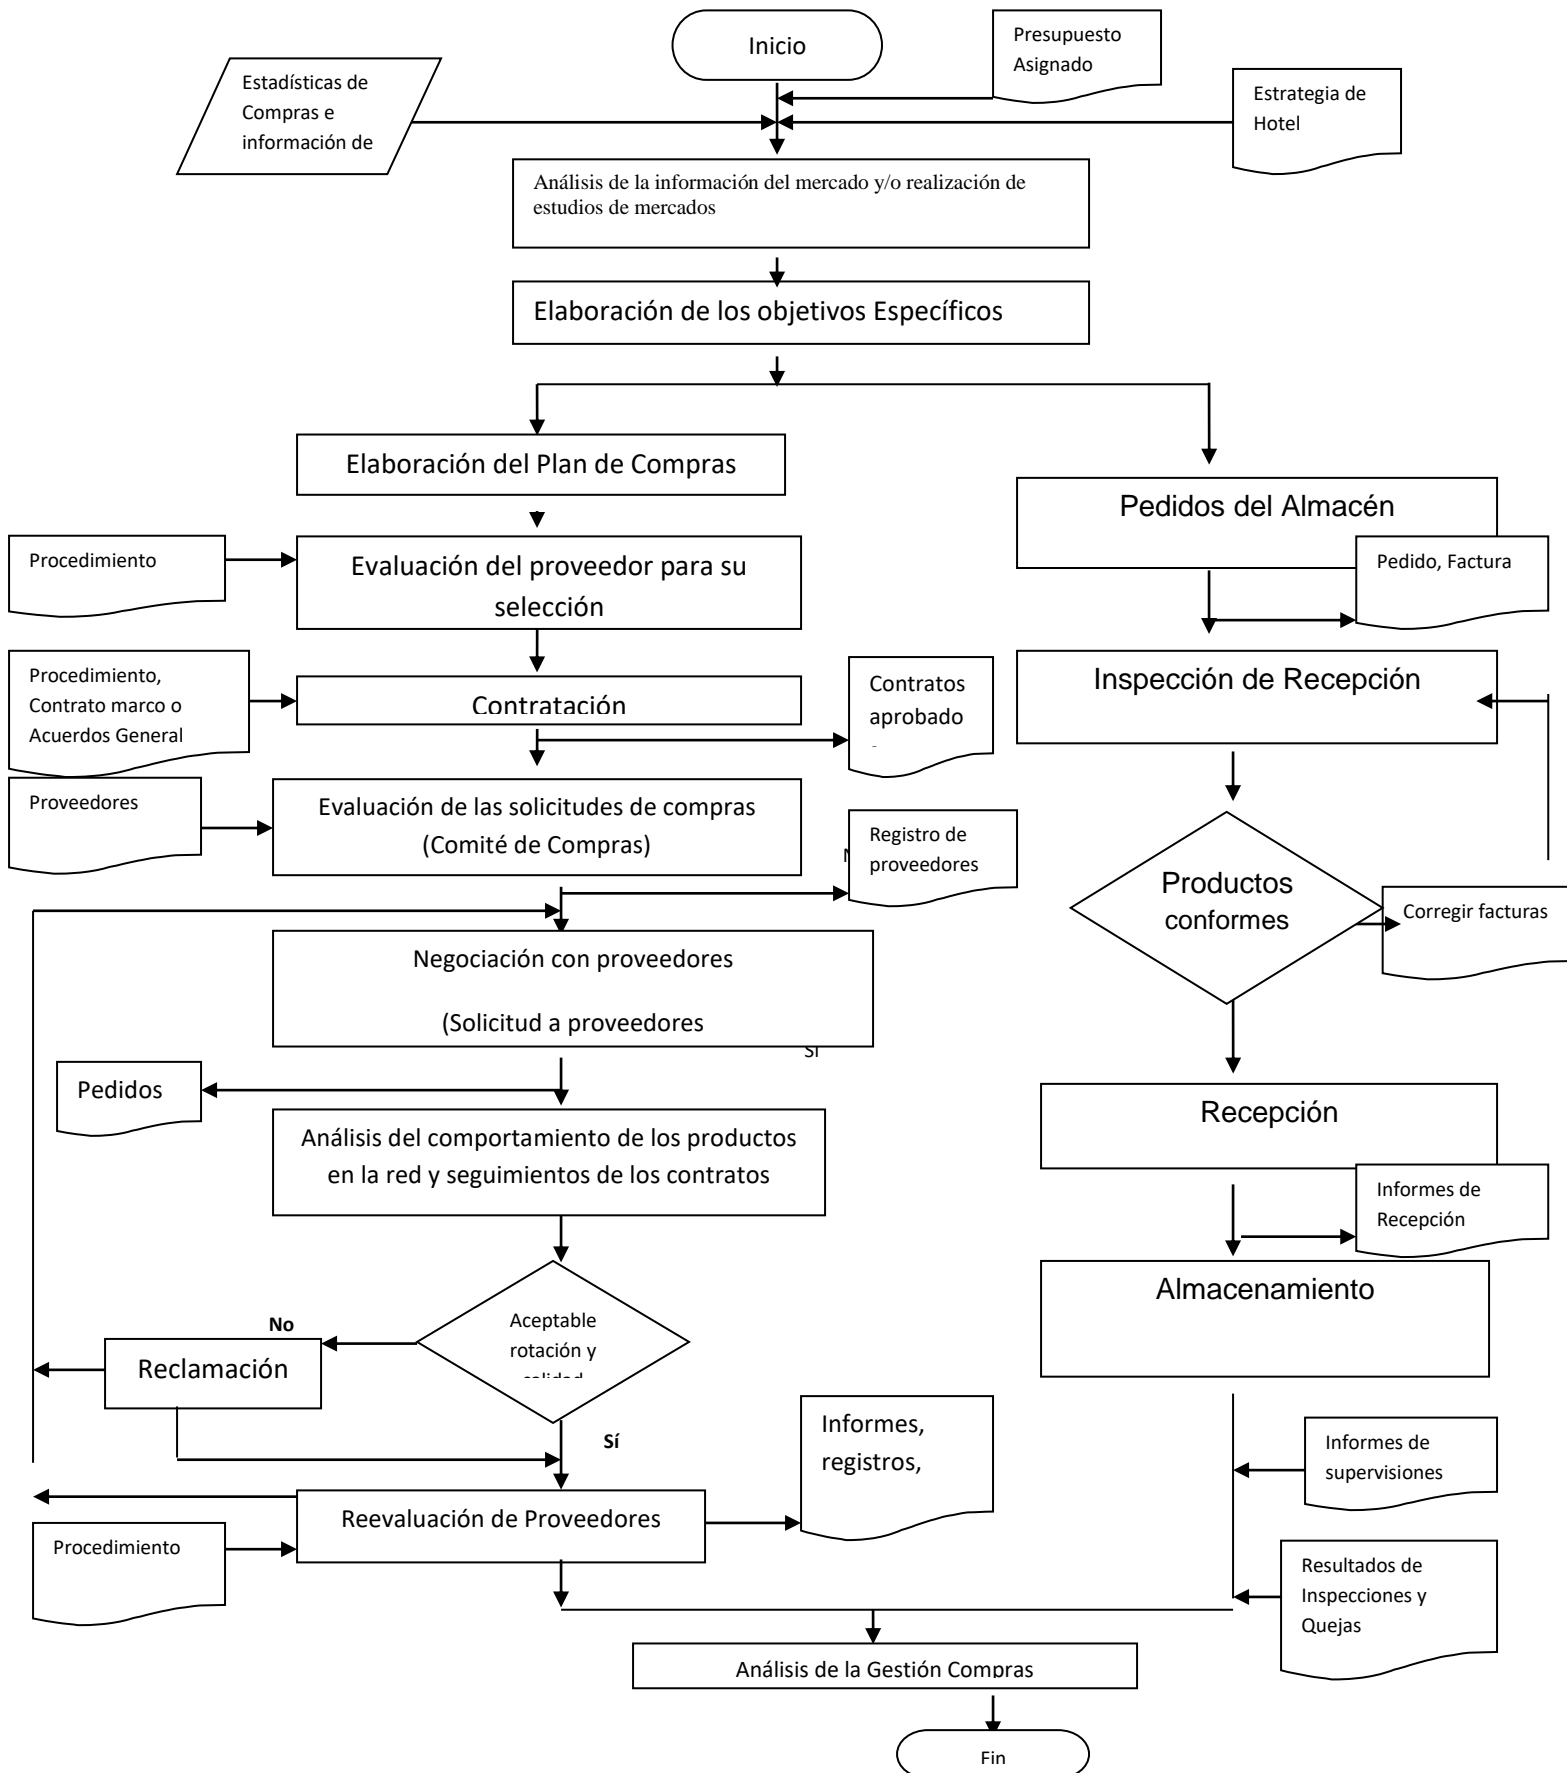 Inicio
Presupuesto
Asignado
Estadísticas de
Compras e
información de
Estrategia de
Hotel
Análisis de la información del mercado y/o realización de
estudios de mercados
Elaboración de los objetivos Específicos
Elaboración del Plan de Compras
Pedidos del Almacén
Procedimiento
Evaluación del proveedor para su
selección
Pedido, Factura
Procedimiento,
Contrato marco o
Acuerdos General
Contratación
Contratos
aprobado
Inspección de Recepción
Proveedores
Evaluación de las solicitudes de compras
(Comité de Compras)
Registro de
proveedores
Productos
conformes
Corregir facturas
Negociación con proveedores
(Solicitud a proveedores
Sí
Pedidos
Análisis del comportamiento de los productos
en la red y seguimientos de los contratos
Recepción
Informes de
Recepción
Almacenamiento
No
Aceptable
rotación y
calidad
Reclamación
Sí
Informes,
registros,
Informes de
supervisiones
Reevaluación de Proveedores
Procedimiento
Resultados de
Inspecciones y
Quejas
Análisis de la Gestión Compras
Fin